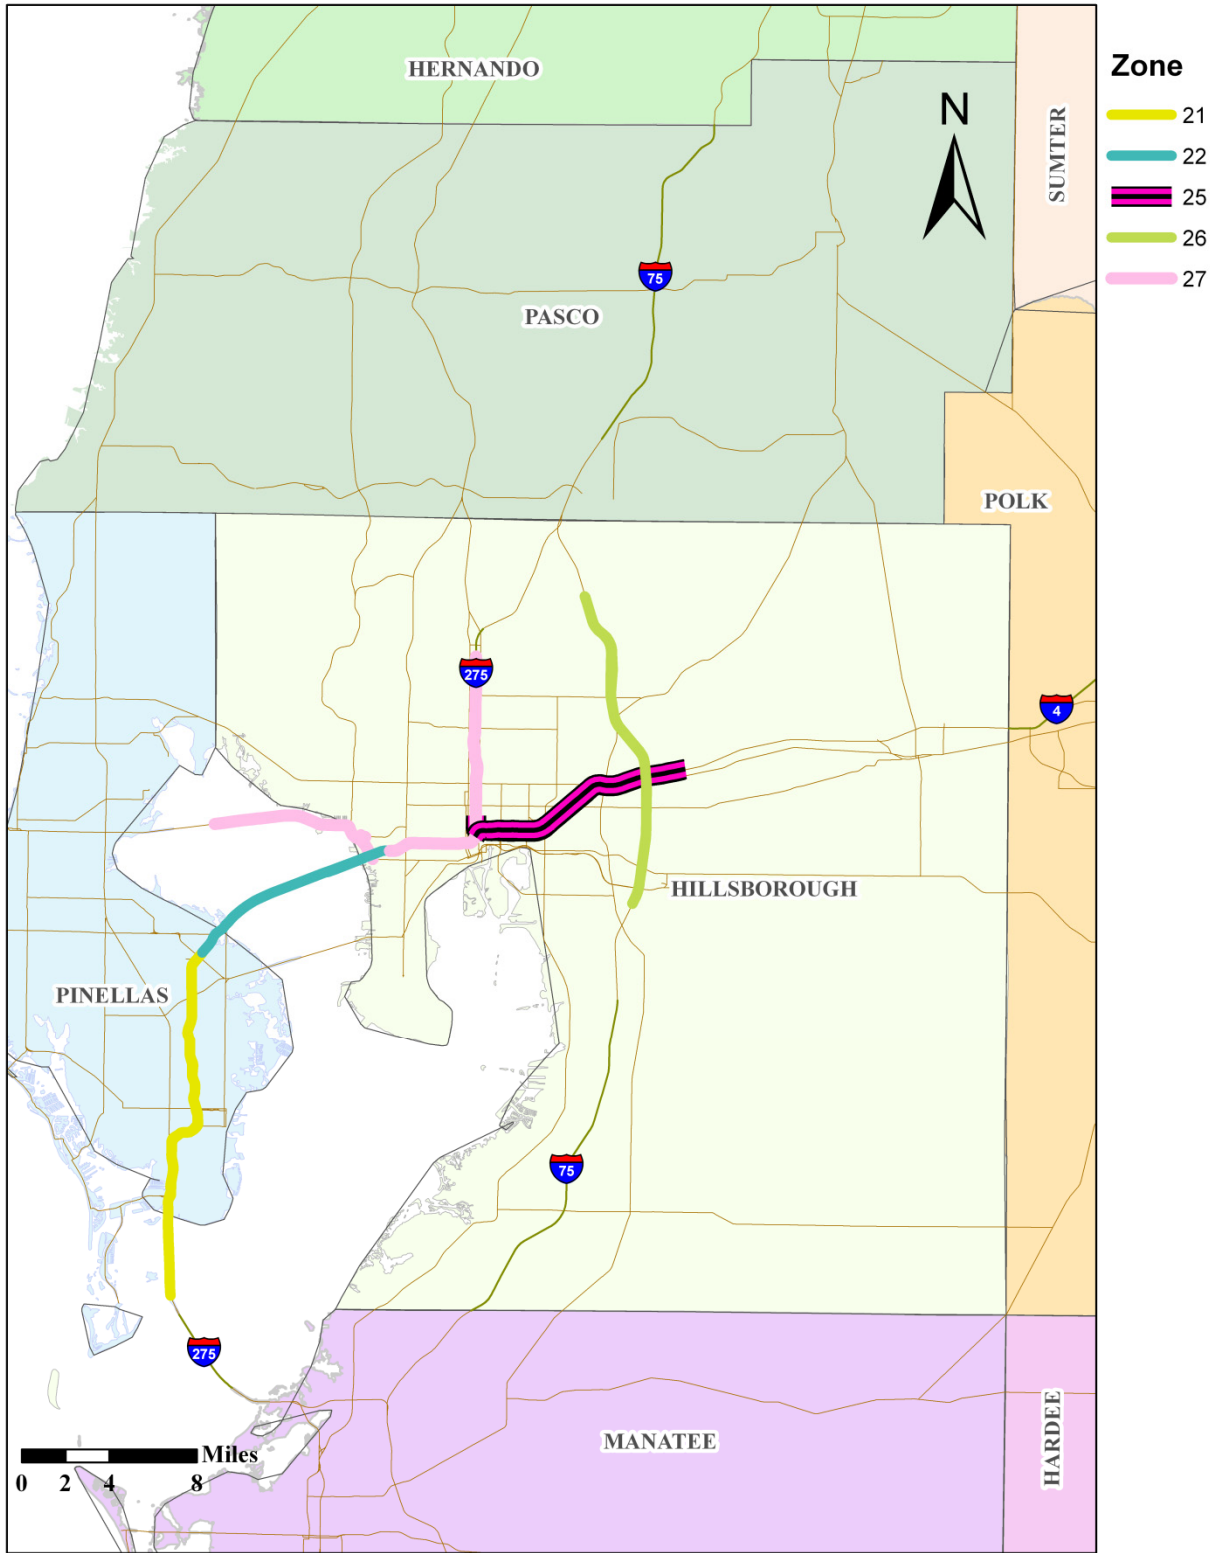 HERNANDO
Zone
N
SUMTER
21
22
25
26
27
75
PASCO
POLK
275
4
HILLSBOROUGH
PINELLAS
75
275
MANATEE
HARDEE
Miles
0 2 4 8